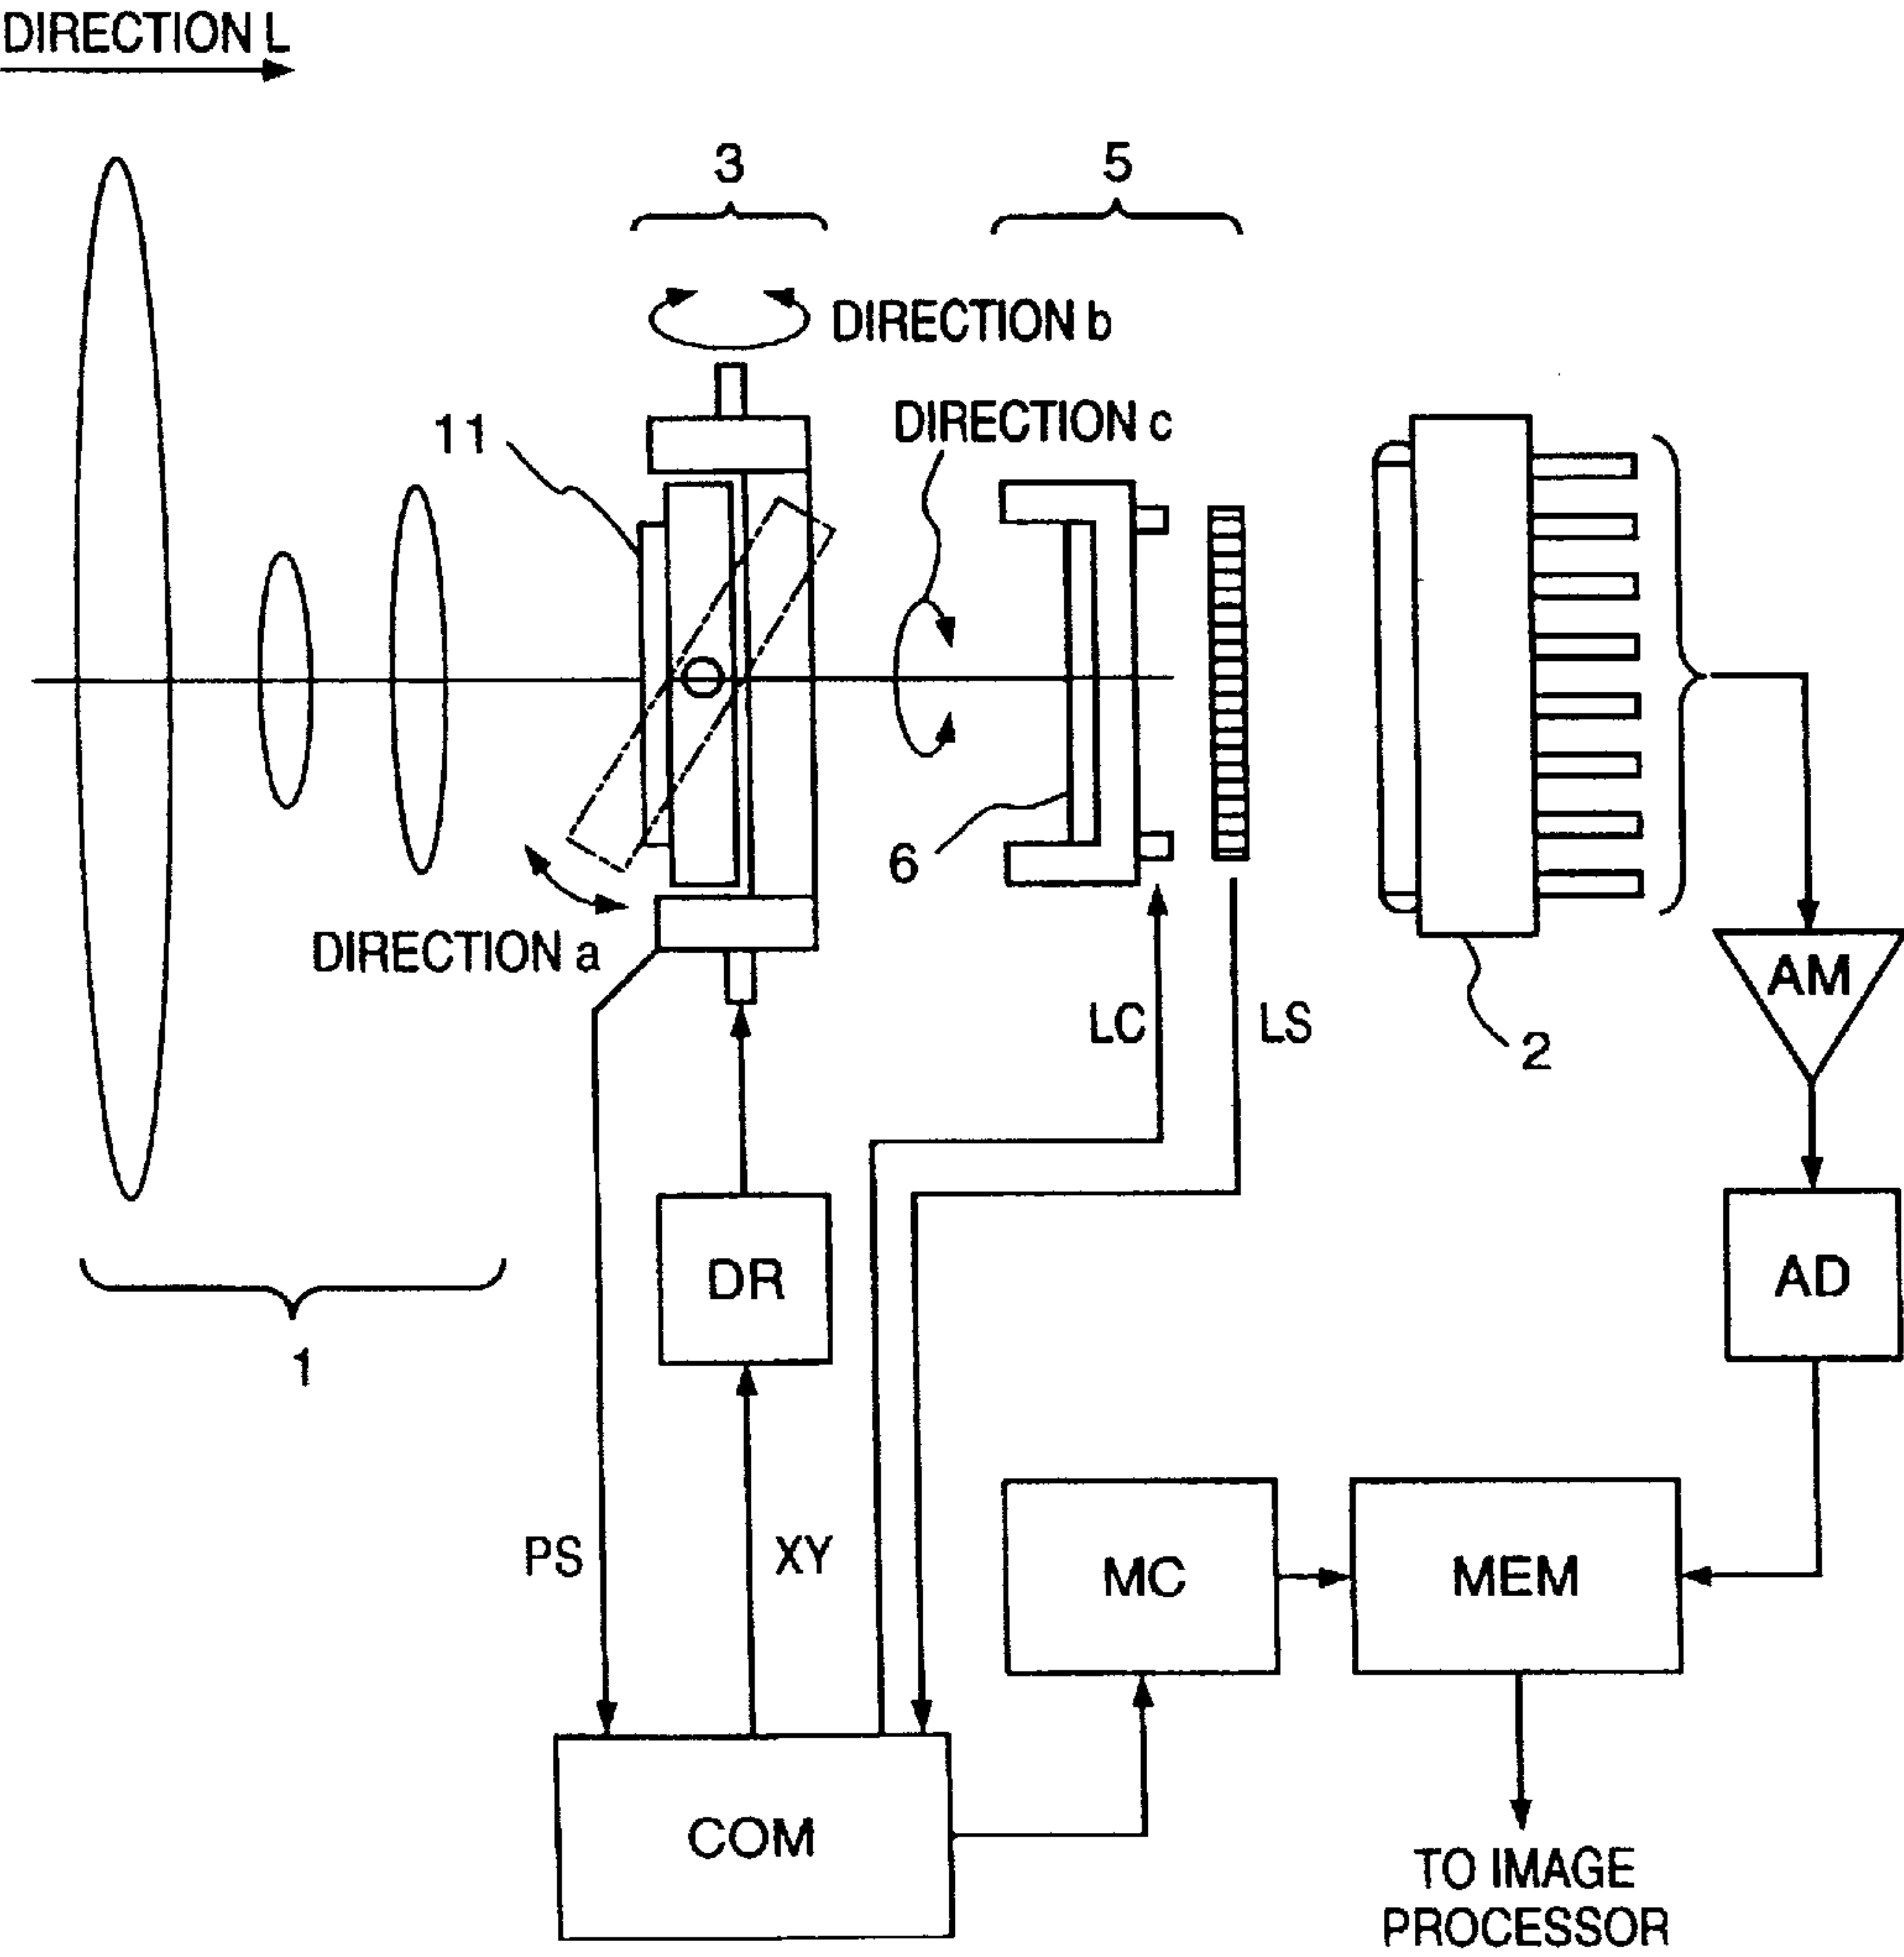 DIRECTION L
3
5
DIRECTION b
DIRECTION c
11
6
DIRECTION a
LC
LS
2
AM
DR
AD
1
PS
XY
MC
MEM
COM
TO IMAGE
PROCESSOR